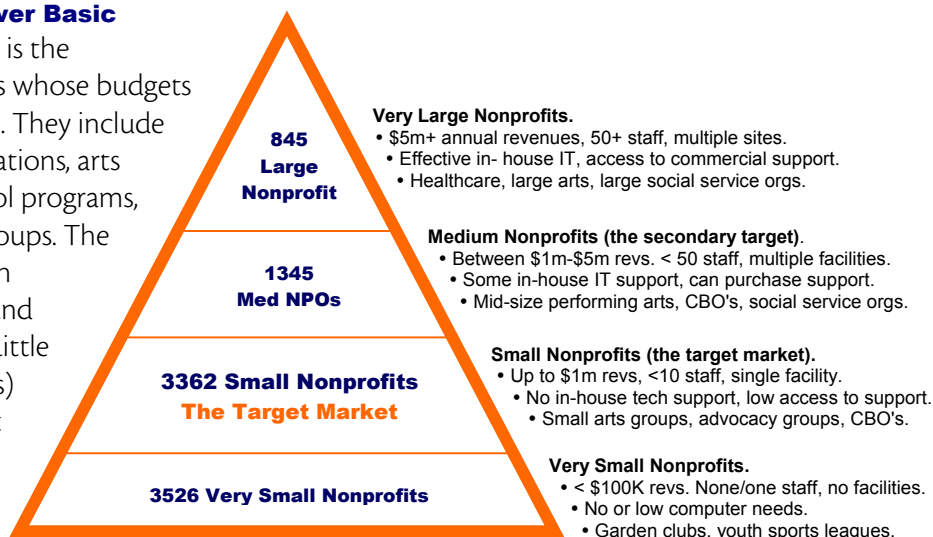 ver Basic
is the
s whose budgets
. They include
ations, arts
ol programs,
oups. The
n
nd
ittle
s)
t
845
Large
Nonprofit
1345
Med NPOs
3362 Small Nonprofits
The Target Market
3526 Very Small Nonprofits
Very Large Nonprofits.
• $5m+ annual revenues, 50+ staff, multiple sites.
• Effective in- house IT, access to commercial support.
• Healthcare, large arts, large social service orgs.
Medium Nonprofits (the secondary target).
• Between $1m-$5m revs. < 50 staff, multiple facilities.
• Some in-house IT support, can purchase support.
• Mid-size performing arts, CBO's, social service orgs.
Small Nonprofits (the target market).
• Up to $1m revs, <10 staff, single facility.
• No in-house tech support, low access to support.
• Small arts groups, advocacy groups, CBO's.
Very Small Nonprofits.
• < $100K revs. None/one staff, no facilities.
• No or low computer needs.
• Garden clubs, youth sports leagues.